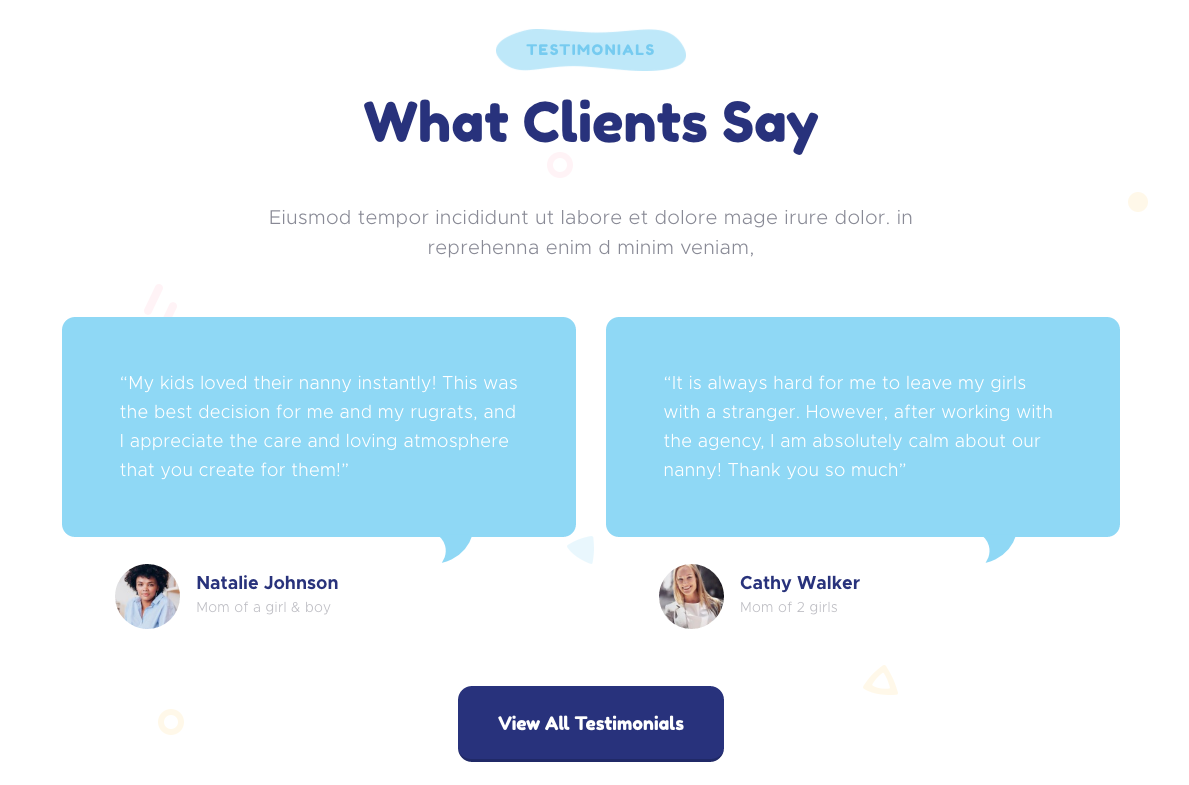 TESTIMONIALS
What Clients Say
Eiusmod tempor incididunt ut labore et dolore mage irure dolor. in
reprehenna enim d minim veniam,
“My kids loved their nanny instantly! This was
the best decision for me and my rugrats, and
I appreciate the care and loving atmosphere
that you create for them!”
Natalie Johnson
Mom of a girl & boy
“It is always hard for me to leave my girls
with a stranger. However, after working with
the agency, I am absolutely calm about our
nanny! Thank you so much”
Cathy Walker
Mom of 2 girls
View All Testimonials